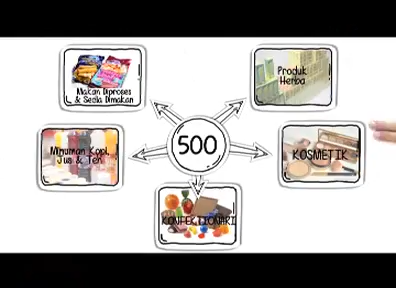 Makan Diproses
& Sedia Dimakan
Produk
Herba
500
Minuman Kopi,
Jus & Teh
KOSMETIK
KONFEKTIONARI